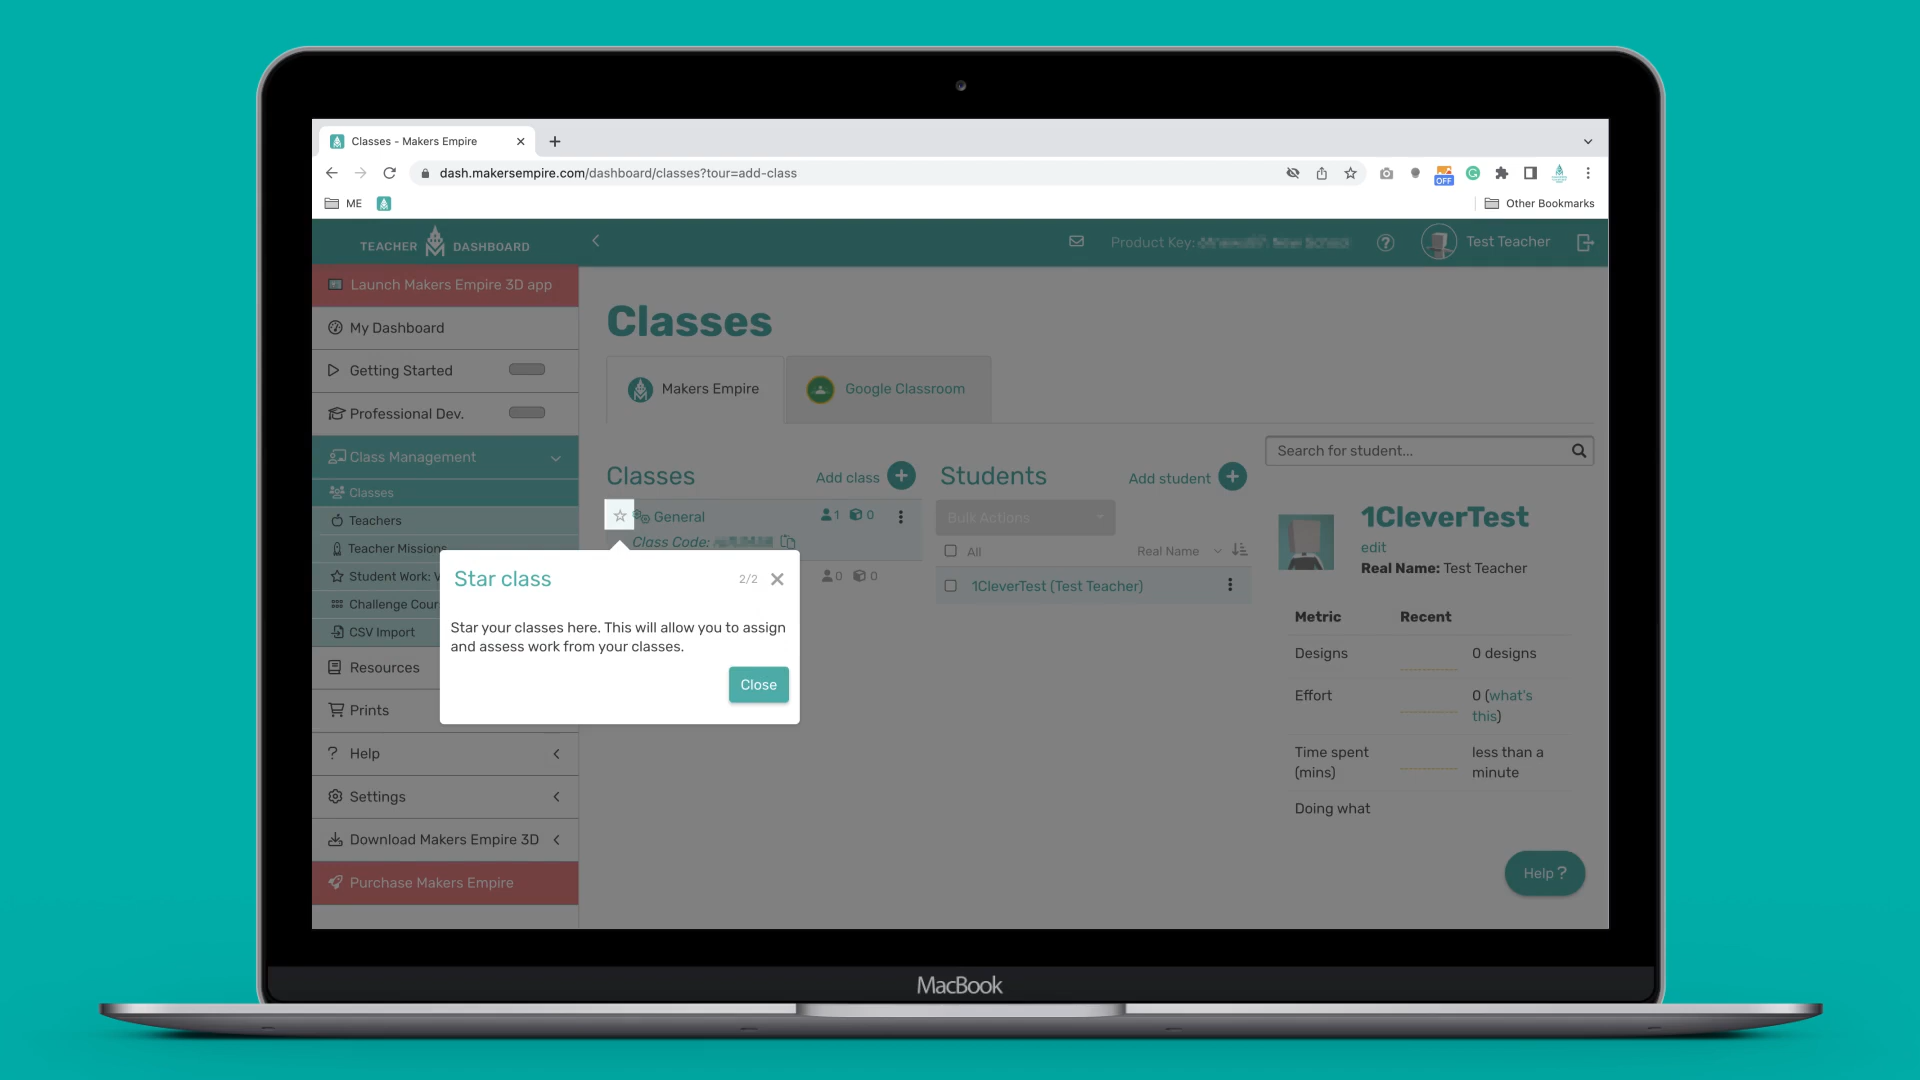 Classes - Makers Empire
dash.makersempire.com/dashboard/classes?tour=add-class
OFF
ME
Other Bookmarks
TEACHER DASHBOARD
Product Key:
Test Teacher
Launch Makers Empire 3D app
My Dashboard
Getting Started
Professional Dev.
Class Management
Classes
Teachers
Teacher Missions
Student Work:
Challenge Cour
CSV Import
Resources
Prints
Help
Settings
Download Makers Empire 3D
Purchase Makers Empire
Classes
Makers Empire
Google Classroom
Classes
Add class
General
1 0
Class Code:
0 0
Star class
2/2
Star your classes here. This will allow you to assign
and assess work from your classes.
Close
Students
Add student
Bulk Actions
All
Real Name
1CleverTest (Test Teacher)
Search for student...
1CleverTest
edit
Real Name: Test Teacher
Metric Recent
Designs 0 designs
Effort 0 (what's
this)
Time spent less than a
(mins) minute
Doing what
Help ?
MacBook